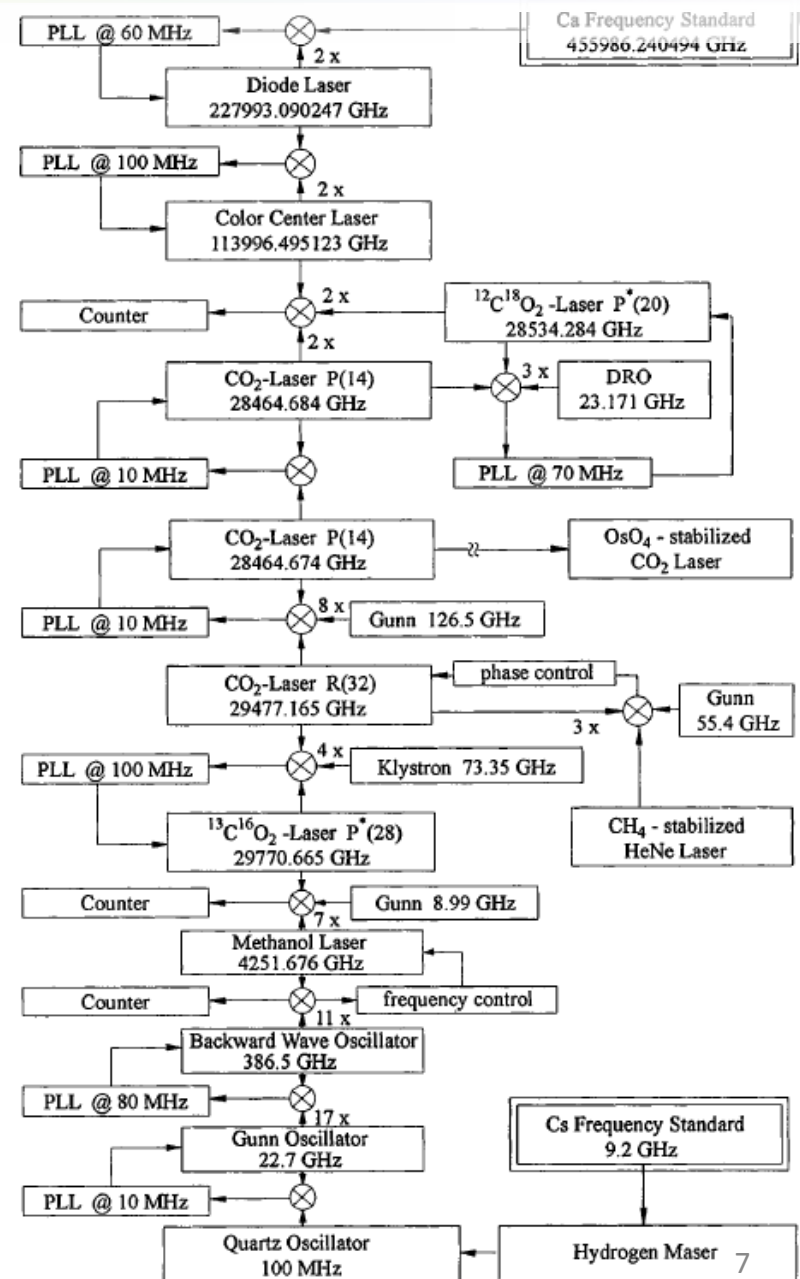 PLL @ 60 MHz
Ca Frequency Standard
455986.240494 GHz
2 x
Diode Laser
227993.090247 GHz
PLL @ 100 MHz
2 x
Color Center Laser
113996.495123 GHz
Counter
2 x
2 x
¹²C¹⁸O₂ -Laser P*(20)
28534.284 GHz
CO₂-Laser P(14)
28464.684 GHz
3 x
DRO
23.171 GHz
PLL @ 10 MHz
PLL @ 70 MHz
CO₂-Laser P(14)
28464.674 GHz
OsO₄ - stabilized
CO₂ Laser
PLL @ 10 MHz
8 x
Gunn 126.5 GHz
CO₂-Laser R(32)
29477.165 GHz
phase control
3 x
Gunn
55.4 GHz
PLL @ 100 MHz
4 x
Klystron 73.35 GHz
¹³C¹⁶O₂ -Laser P*(28)
29770.665 GHz
CH₄ - stabilized
HeNe Laser
Counter
7 x
Gunn 8.99 GHz
Methanol Laser
4251.676 GHz
Counter
frequency control
11 x
Backward Wave Oscillator
386.5 GHz
PLL @ 80 MHz
17 x
Gunn Oscillator
22.7 GHz
Cs Frequency Standard
9.2 GHz
PLL @ 10 MHz
Quartz Oscillator
100 MHz
Hydrogen Maser
7